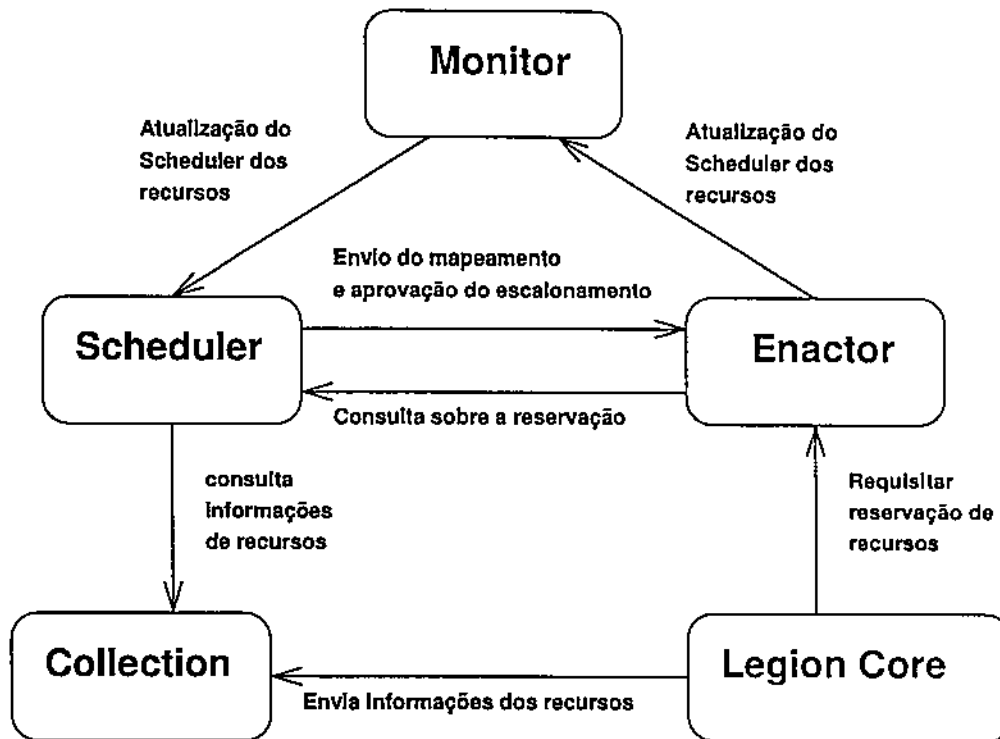 Monitor
Atualização do
Scheduler dos
recursos
Atualização do
Scheduler dos
recursos
Envio do mapeamento
e aprovação do escalonamento
Scheduler
Enactor
Consulta sobre a reservação
consulta
Informações
de recursos
Requisitar
reservação de
recursos
Collection
Legion Core
Envia Informações dos recursos